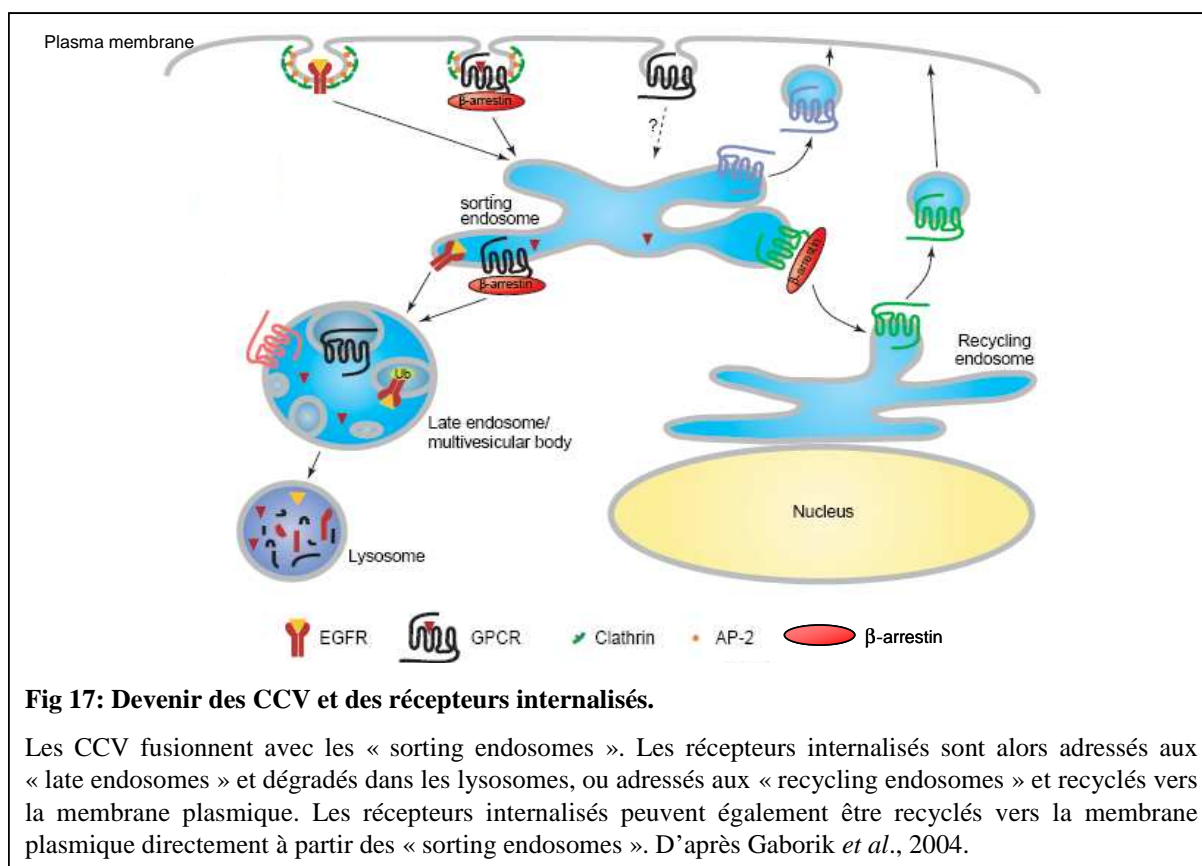 Plasma membrane
β-arrestin
?
sorting
endosome
β-arrestin
β-arrestin
Recycling
endosome
Ub
Late endosome/
multivesicular body
Nucleus
Lysosome
EGFR GPCR Clathrin AP-2 β-arrestin
Fig 17: Devenir des CCV et des récepteurs internalisés.
Les CCV fusionnent avec les « sorting endosomes ». Les récepteurs internalisés sont alors adressés aux
« late endosomes » et dégradés dans les lysosomes, ou adressés aux « recycling endosomes » et recyclés vers
la membrane plasmique. Les récepteurs internalisés peuvent également être recyclés vers la membrane
plasmique directement à partir des « sorting endosomes ». D’après Gaborik et al., 2004.